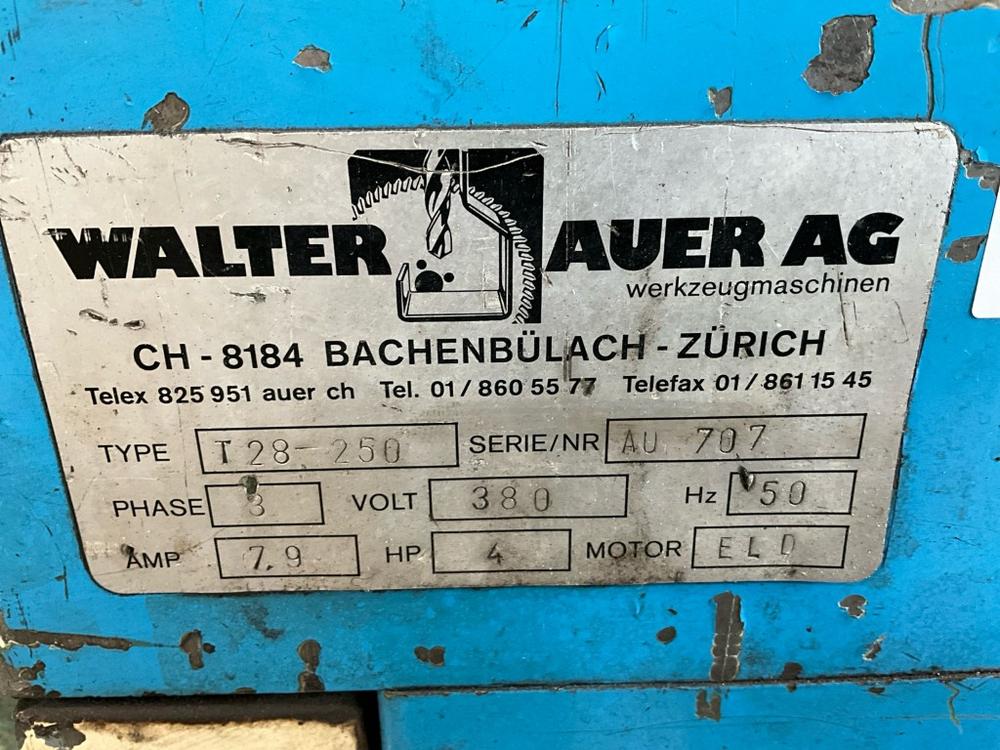 WALTER AUER AG
werkzeugmaschinen
CH - 8184 BACHENBÜLACH - ZÜRICH
Telex 825 951 auer ch Tel. 01 / 860 55 77 Telefax 01 / 861 15 45
TYPE T 28-250 SERIE/NR AU 707
PHASE 3 VOLT 380 Hz 50
AMP 7,9 HP 4 MOTOR ELD